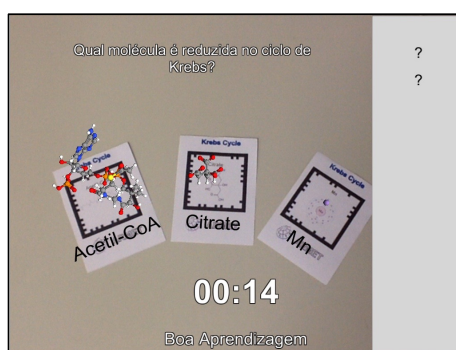 Qual molécula é reduzida no ciclo de
Krebs?
?
?
Krebs Cycle
Krebs Cycle
Krebs Cycle
Citrate
Acetil-CoA
Citrate
Mn
00:14
Boa Aprendizagem